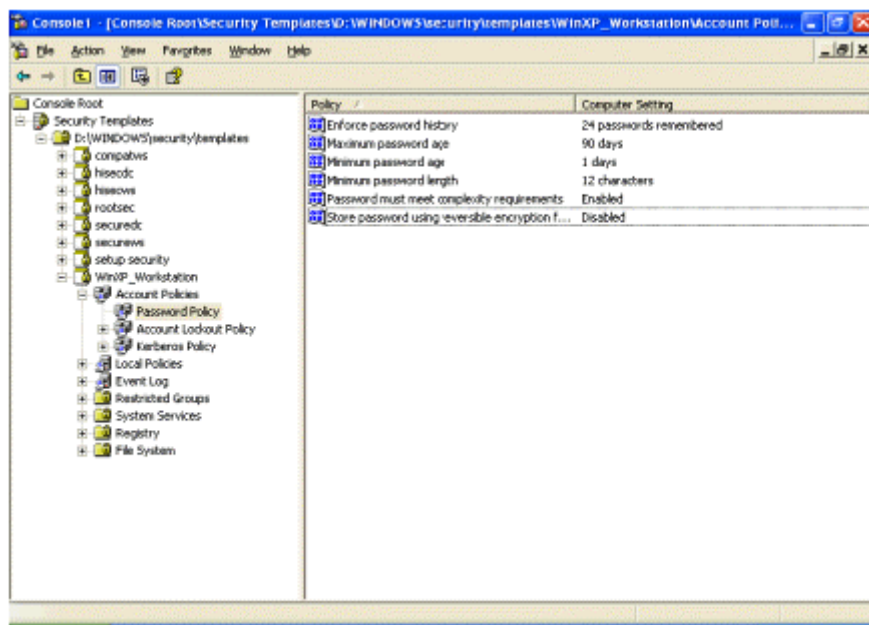 Console1 - [Console Root\Security Templates\D:\WINDOWS\security\templates\WinXP_Workstation\Account Poli...
File Action View Favorites Window Help
Console Root
Security Templates
D:\WINDOWS\security\templates
compatws
hisecdc
hisecws
rootsec
securedc
securews
setup security
WinXP_Workstation
Account Policies
Password Policy
Account Lockout Policy
Kerberos Policy
Local Policies
Event Log
Restricted Groups
System Services
Registry
File System
Policy Computer Setting
Enforce password history 24 passwords remembered
Maximum password age 90 days
Minimum password age 1 days
Minimum password length 12 characters
Password must meet complexity requirements Enabled
Store password using reversible encryption f... Disabled